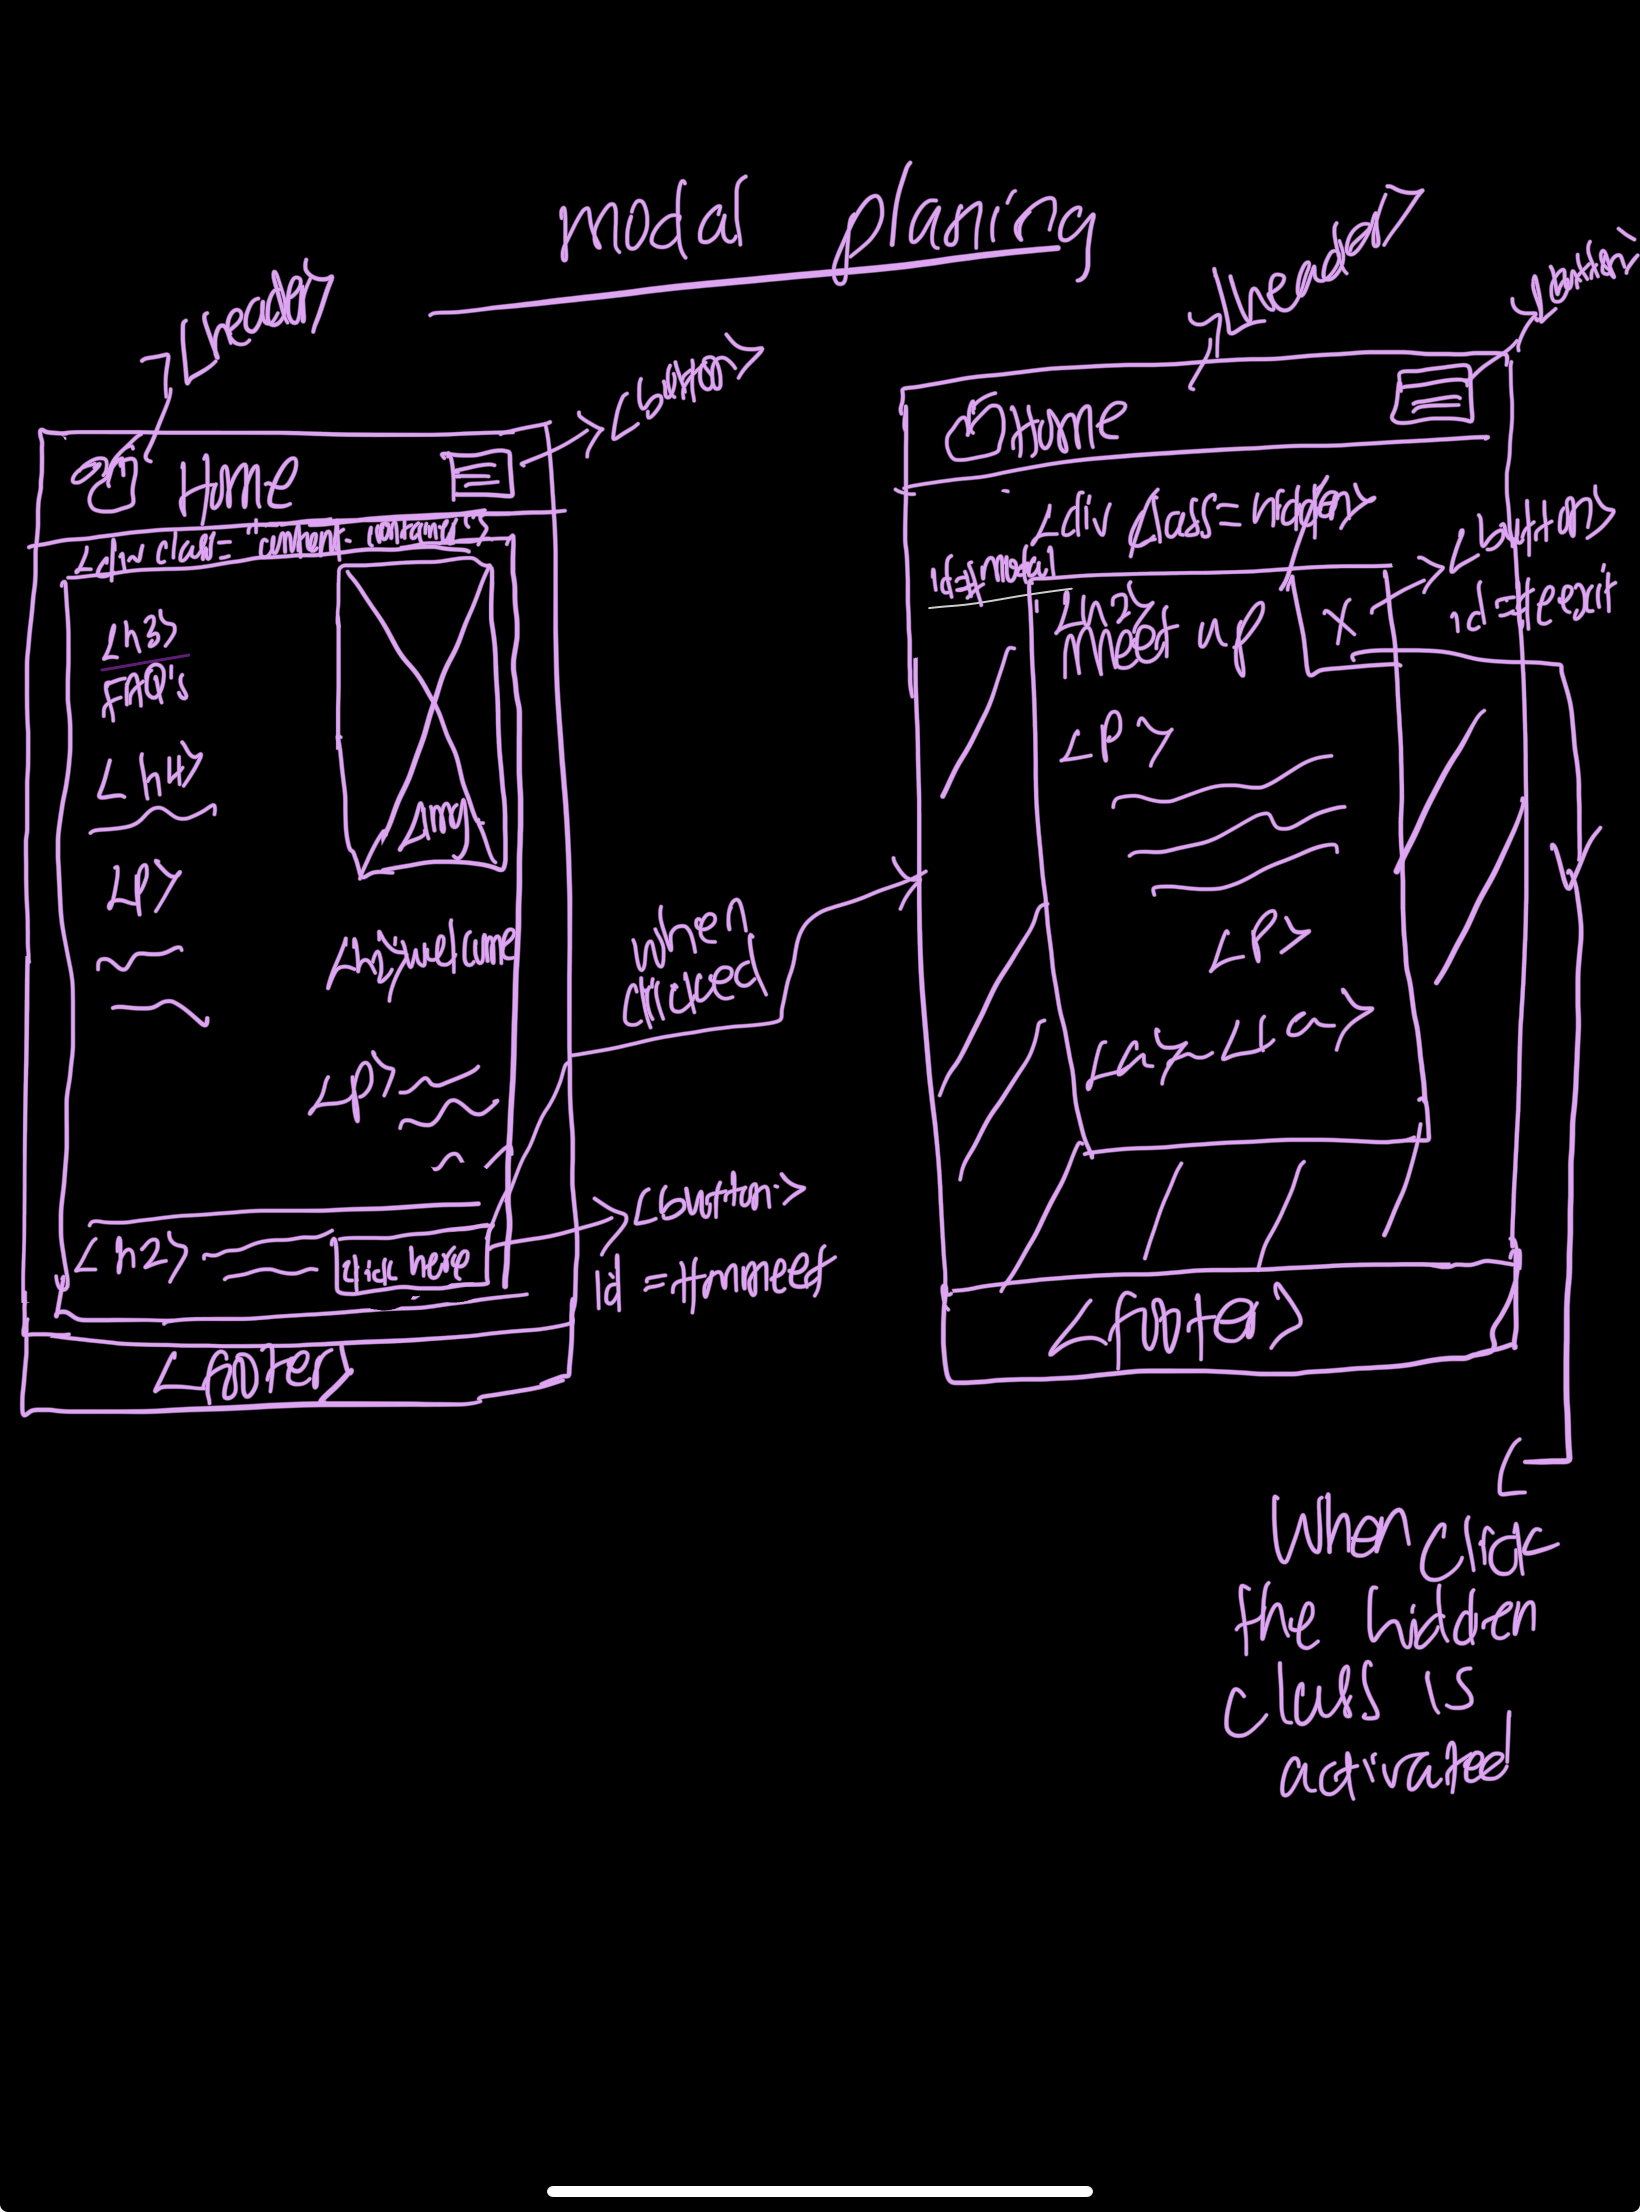 modal planing
<header>
<button>
Home
<div class=
<h3>
FAQ's
<h4>
<P>
<img
<h2> welcome
<P>
<h2>
click here
<footer>
when
clicked
<button>
id = #mmeet
<header>
<button>
Home
<div class=hidden>
id=#modal
<h2>
meet up
X
<button>
id=#exit
<P>
<P>
<footer>
When click
the hidden
class is
activated